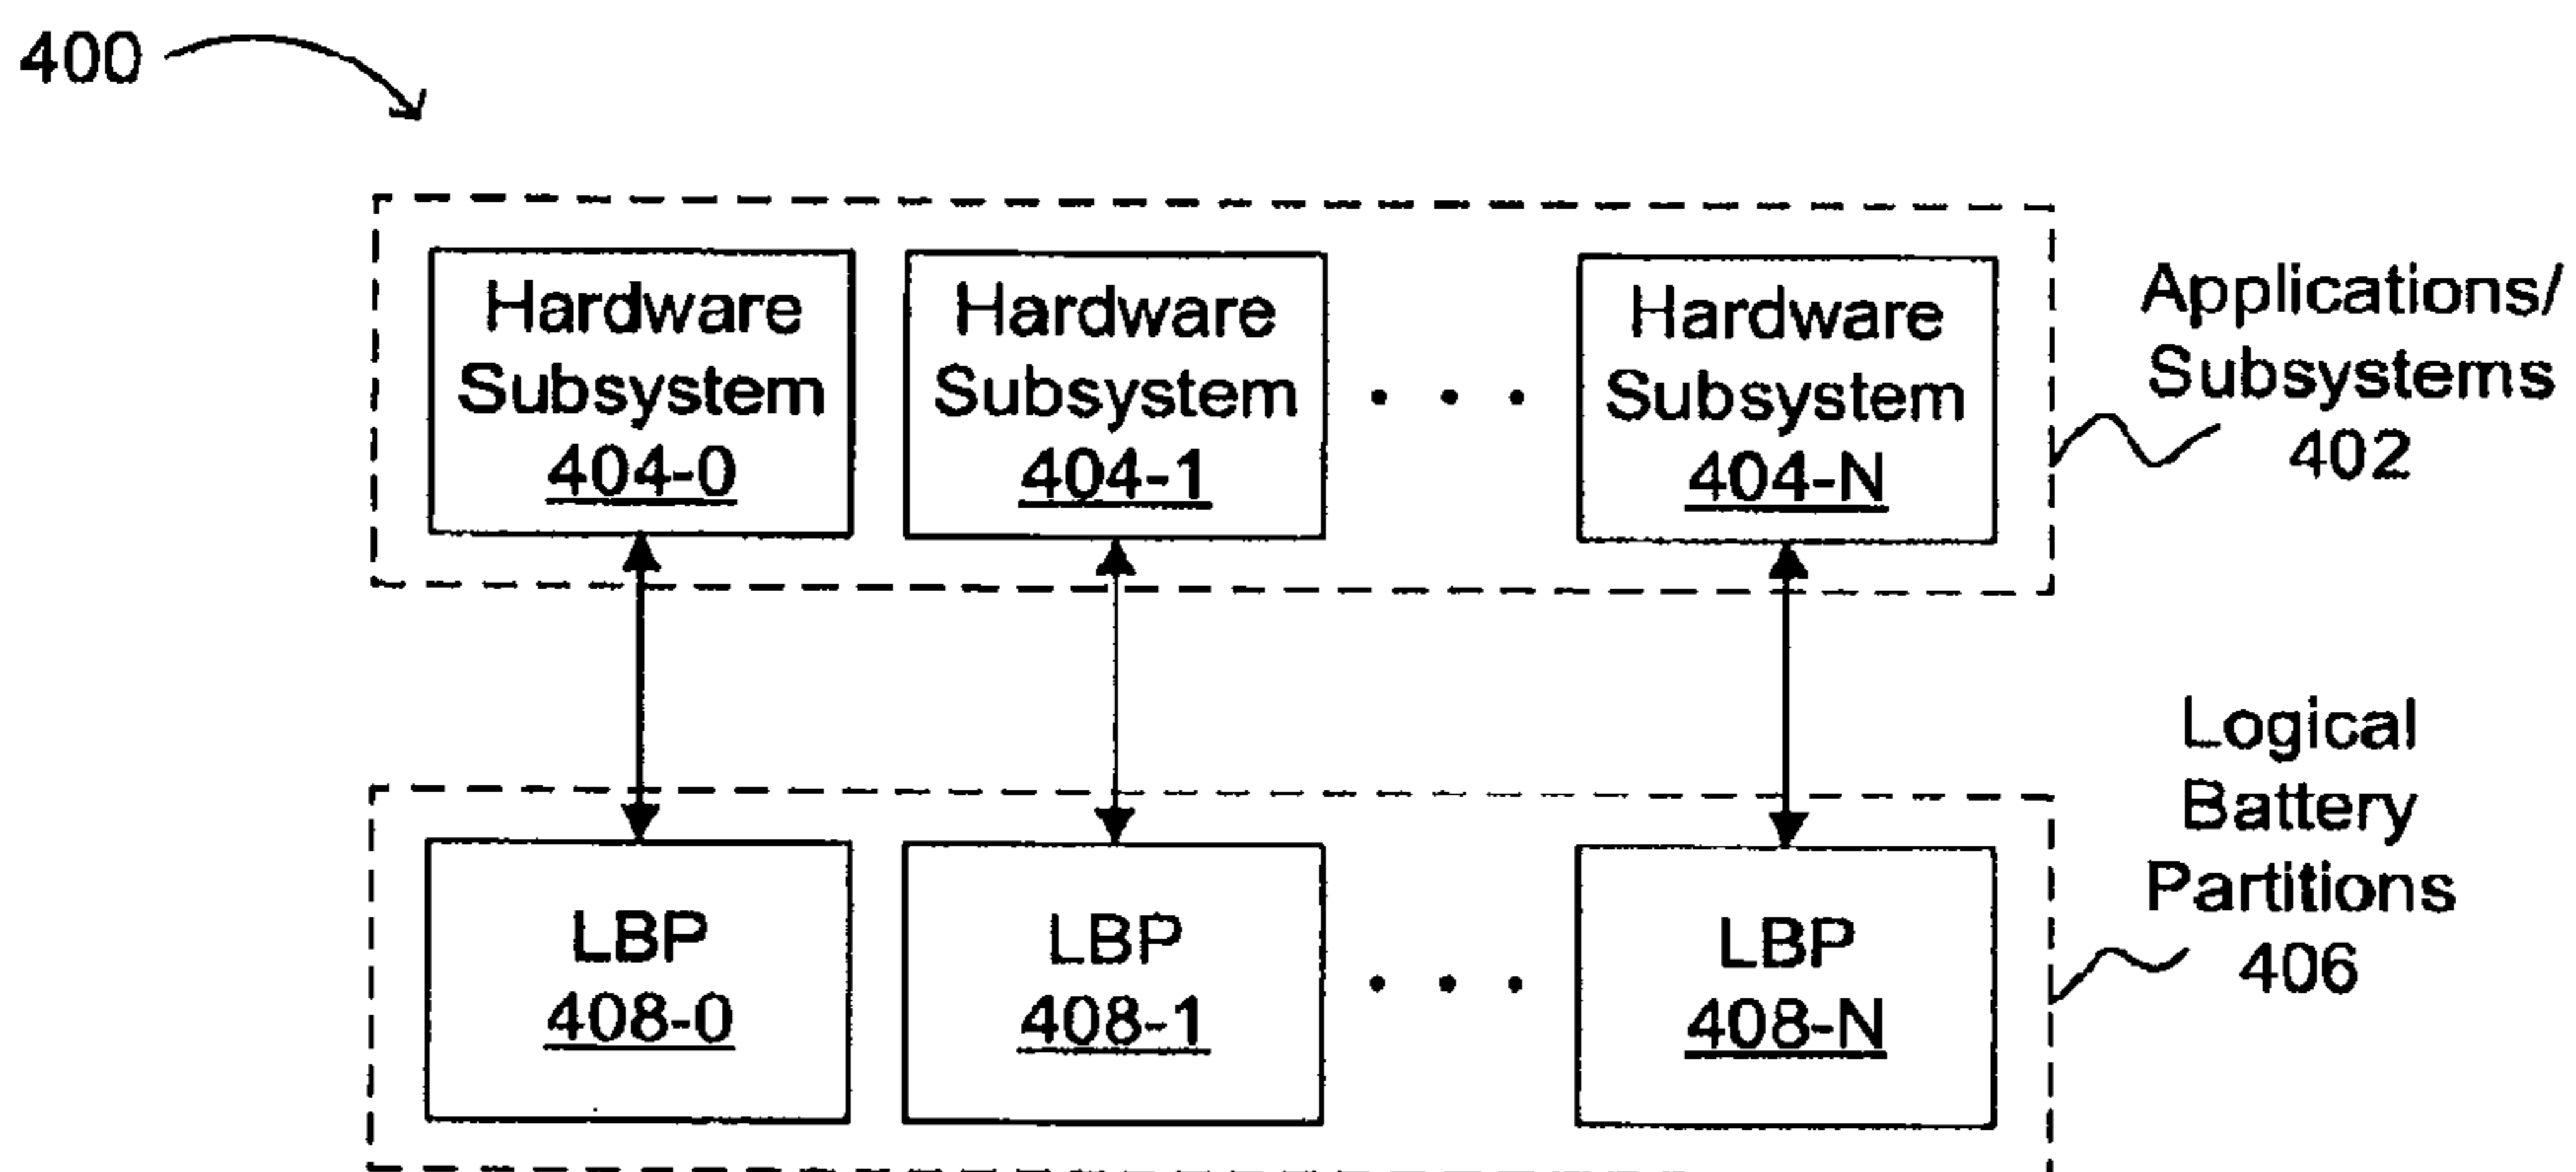 400
Hardware
Subsystem
404-0
Hardware
Subsystem
404-1
. . .
Hardware
Subsystem
404-N
Applications/
Subsystems
402
LBP
408-0
LBP
408-1
. . .
LBP
408-N
Logical
Battery
Partitions
406